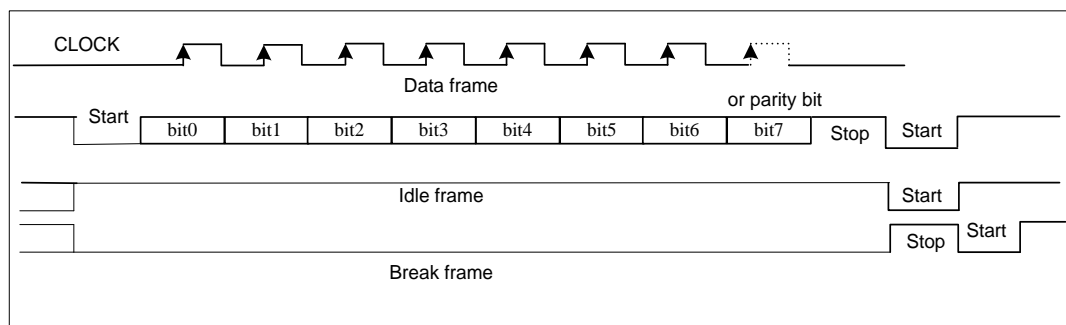 CLOCK
Data frame
or parity bit
Start bit0 bit1 bit2 bit3 bit4 bit5 bit6 bit7 Stop Start
Idle frame Start
Stop Start
Break frame